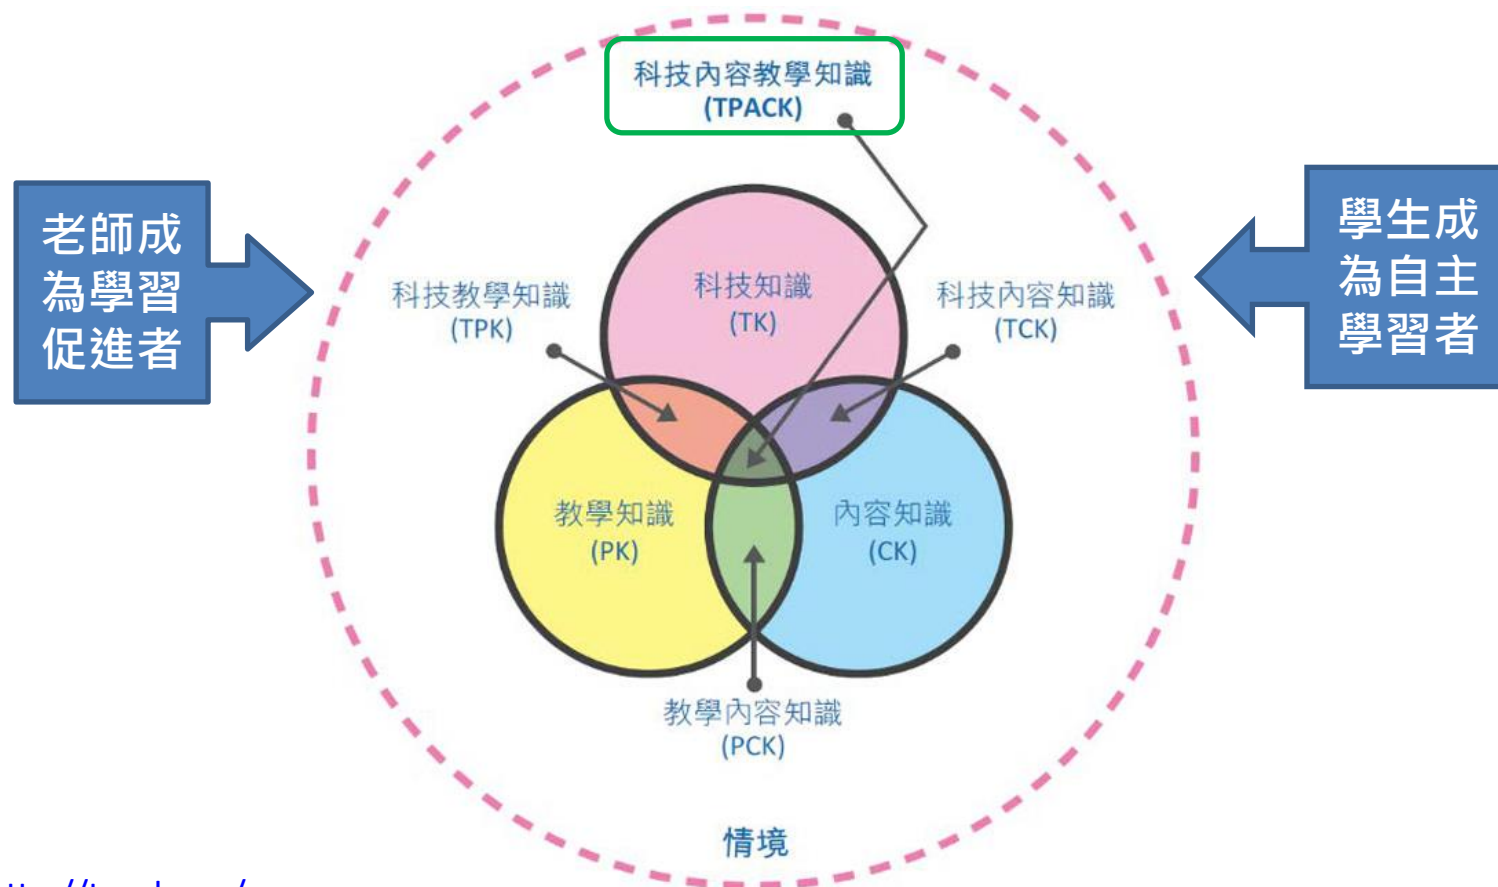 科技內容教學知識
(TPACK)
老師成
為學習
促進者
學生成
為自主
學習者
科技教學知識
(TPK)
科技知識
(TK)
科技內容知識
(TCK)
教學知識
(PK)
內容知識
(CK)
教學內容知識
(PCK)
情境